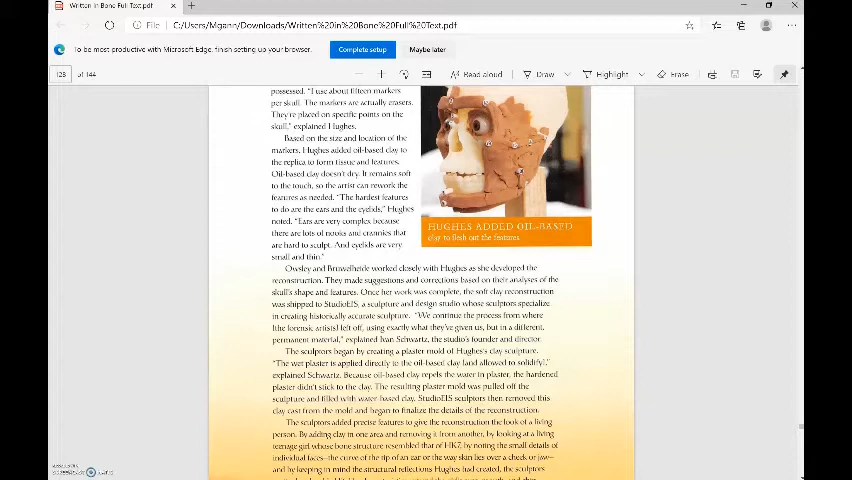 Written in Bone Full Text.pdf
File
C:/Users/Mgann/Downloads/Written%20in%20Bone%20Full%20Text.pdf
To be most productive with Microsoft Edge, finish setting up your browser.
Complete setup
Maybe later
128
of 144
Read aloud
Draw
Highlight
Erase
possessed. "I use about fifteen markers
per skull. The markers are actually erasers.
They're placed on specific points on the
skull," explained Hughes.
Based on the size and location of the
markers, Hughes added oil-based clay to
the replica to form tissue and features.
Oil-based clay doesn't dry. It remains soft
to the touch, so the artist can rework the
features as needed. "The hardest features
to do are the ears and the eyelids," Hughes
noted. "Ears are very complex because
there are lots of nooks and crannies that
are hard to sculpt. And eyelids are very
small and thin."
HUGHES ADDED OIL-BASED
clay to flesh out the features.
Owsley and Bruwelheide worked closely with Hughes as she developed the
reconstruction. They made suggestions and corrections based on their analyses of the
skull's shape and features. Once her work was complete, the soft clay reconstruction
was shipped to StudioEIS, a sculpture and design studio whose sculptors specialize
in creating historically accurate sculpture. "We continue the process from where
[the forensic artists] left off, using exactly what they've given us, but in a different,
permanent material," explained Ivan Schwartz, the studio's founder and director.
The sculptors began by creating a plaster mold of Hughes's clay sculpture.
"The wet plaster is applied directly to the oil-based clay [and allowed to solidify],"
explained Schwartz. Because oil-based clay repels the water in plaster, the hardened
plaster didn't stick to the clay. The resulting plaster mold was pulled off the
sculpture and filled with water-based clay. StudioEIS sculptors then removed this
clay cast from the mold and began to finalize the details of the reconstruction.
The sculptors added precise features to give the reconstruction the look of a living
person. By adding clay in one area and removing it from another, by looking at a living
teenage girl whose bone structure resembled that of HK7, by noting the small details of
individual faces—the curve of the tip of an ear or the way skin lies over a cheek or jaw—
and by keeping in mind the structural reflections Hughes had created, the sculptors